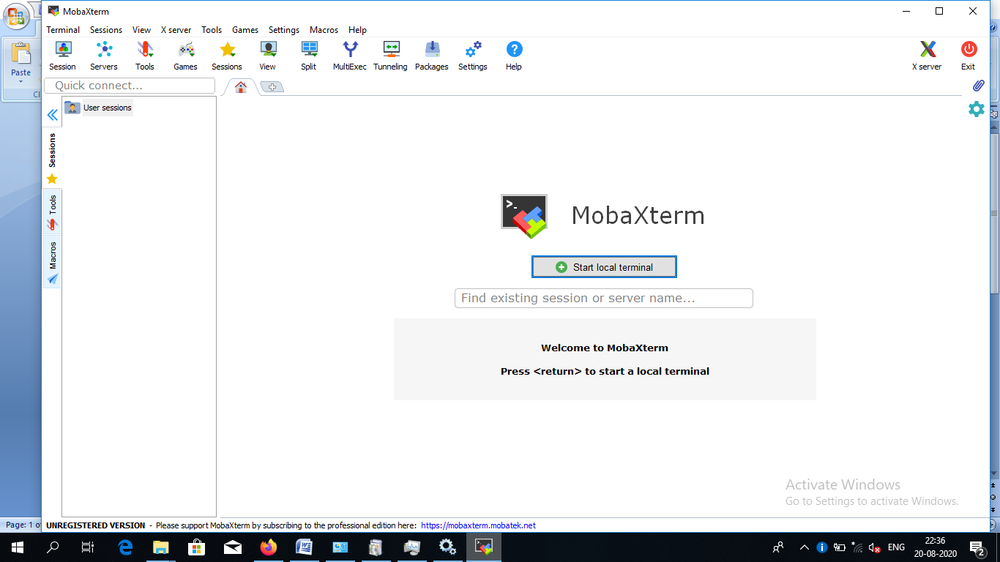 MobaXterm
Terminal Sessions View X server Tools Games Settings Macros Help
Session Servers Tools Games Sessions View Split MultiExec Tunneling Packages Settings Help X server Exit
Paste
Quick connect...
User sessions
Sessions
Tools
Macros
>_
MobaXterm
Start local terminal
Find existing session or server name...
Welcome to MobaXterm
Press <return> to start a local terminal
Activate Windows
Go to Settings to activate Windows.
Page: 1
UNREGISTERED VERSION - Please support MobaXterm by subscribing to the professional edition here: https://mobaxterm.mobatek.net
ENG
22:36
20-08-2020
2